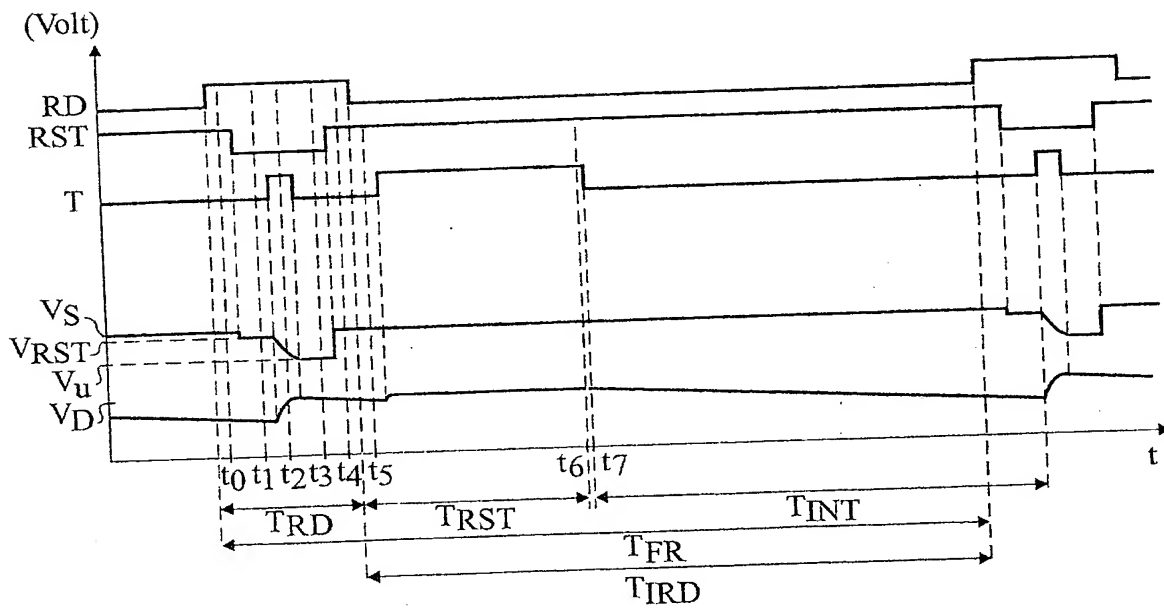 (Volt)
RD
RST
T
VS
VRST
Vu
VD
t0 t1 t2 t3 t4 t5 t6 t7 t
TRD TRST TINT
TFR
TIRD